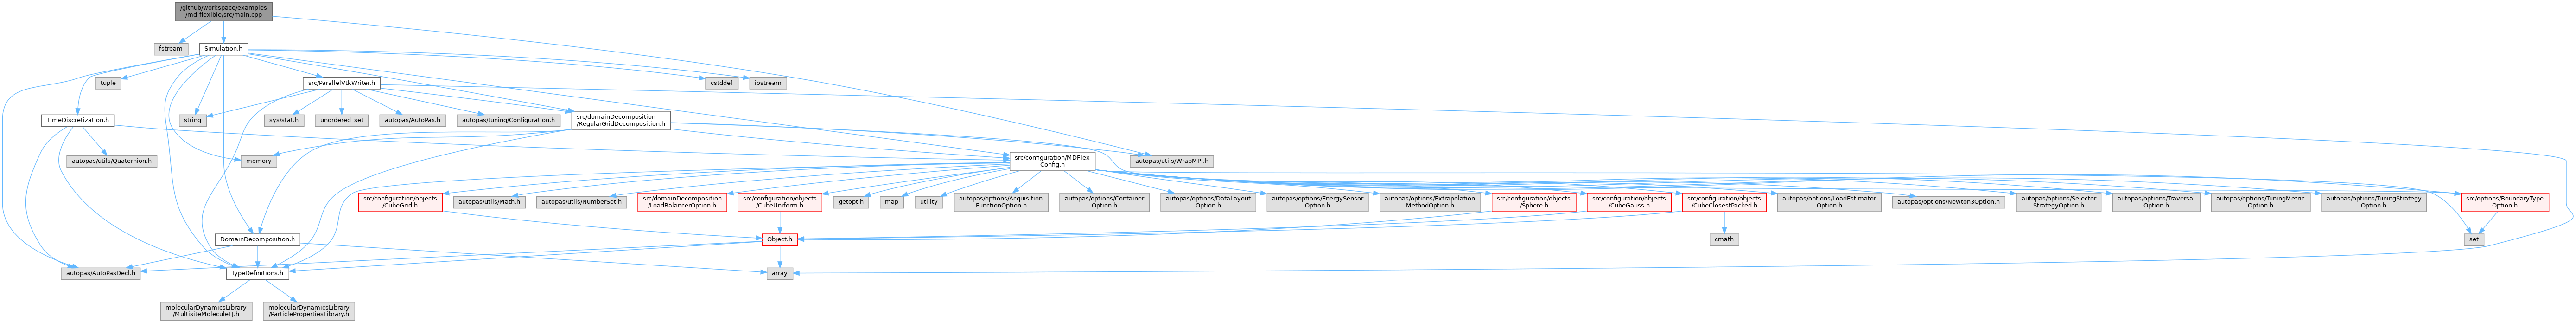 /github/workspace/examples
/md-flexible/src/main.cpp
fstream
Simulation.h
tuple
src/ParallelVtkWriter.h
cstddef
iostream
TimeDiscretization.h
string
sys/stat.h
unordered_set
autopas/AutoPas.h
autopas/tuning/Configuration.h
src/domainDecomposition
/RegularGridDecomposition.h
autopas/utils/Quaternion.h
memory
src/configuration/MDFlex
Config.h
autopas/utils/WrapMPI.h
src/configuration/objects
/CubeGrid.h
autopas/utils/Math.h
autopas/utils/NumberSet.h
src/domainDecomposition
/LoadBalancerOption.h
src/configuration/objects
/CubeUniform.h
getopt.h
map
utility
autopas/options/Acquisition
FunctionOption.h
autopas/options/Container
Option.h
autopas/options/DataLayout
Option.h
autopas/options/EnergySensor
Option.h
autopas/options/Extrapolation
MethodOption.h
src/configuration/objects
/Sphere.h
src/configuration/objects
/CubeGauss.h
src/configuration/objects
/CubeClosestPacked.h
autopas/options/LoadEstimator
Option.h
autopas/options/Newton3Option.h
autopas/options/Selector
StrategyOption.h
autopas/options/Traversal
Option.h
autopas/options/TuningMetric
Option.h
autopas/options/TuningStrategy
Option.h
src/options/BoundaryType
Option.h
DomainDecomposition.h
Object.h
cmath
set
autopas/AutoPasDecl.h
TypeDefinitions.h
array
molecularDynamicsLibrary
/MultisiteMoleculeLJ.h
molecularDynamicsLibrary
/ParticlePropertiesLibrary.h